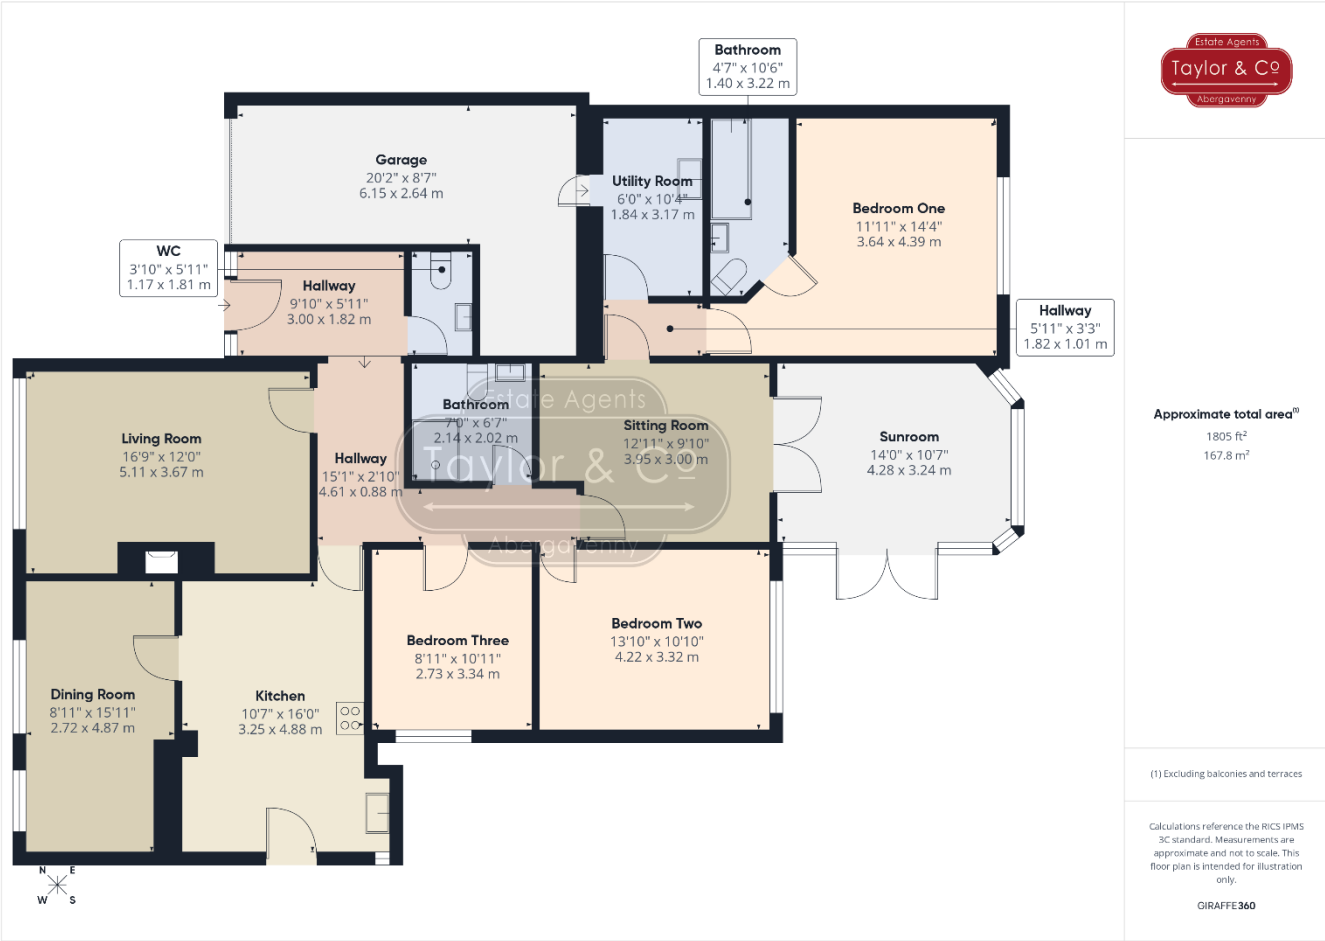 Bathroom
4'7" x 10'6"
1.40 x 3.22 m
Estate Agents
Taylor & Cº
Abergavenny
Garage
20'2" x 8'7"
6.15 x 2.64 m
Utility Room
6'0" x 10'4"
1.84 x 3.17 m
Bedroom One
11'11" x 14'4"
3.64 x 4.39 m
WC
3'10" x 5'11"
1.17 x 1.81 m
Hallway
9'10" x 5'11"
3.00 x 1.82 m
Hallway
5'11" x 3'3"
1.82 x 1.01 m
Living Room
16'9" x 12'0"
5.11 x 3.67 m
Hallway
15'1" x 2'10"
4.61 x 0.88 m
Bathroom
7'0" x 6'7"
2.14 x 2.02 m
Sitting Room
12'11" x 9'10"
3.95 x 3.00 m
Estate Agents
Taylor & Cº
Abergavenny
Sunroom
14'0" x 10'7"
4.28 x 3.24 m
Approximate total area⁽¹⁾
1805 ft²
167.8 m²
Dining Room
8'11" x 15'11"
2.72 x 4.87 m
Kitchen
10'7" x 16'0"
3.25 x 4.88 m
Bedroom Three
8'11" x 10'11"
2.73 x 3.34 m
Bedroom Two
13'10" x 10'10"
4.22 x 3.32 m
N E
W S
(1) Excluding balconies and terraces
Calculations reference the RICS IPMS
3C standard. Measurements are
approximate and not to scale. This
floor plan is intended for illustration
only.
GIRAFFE360